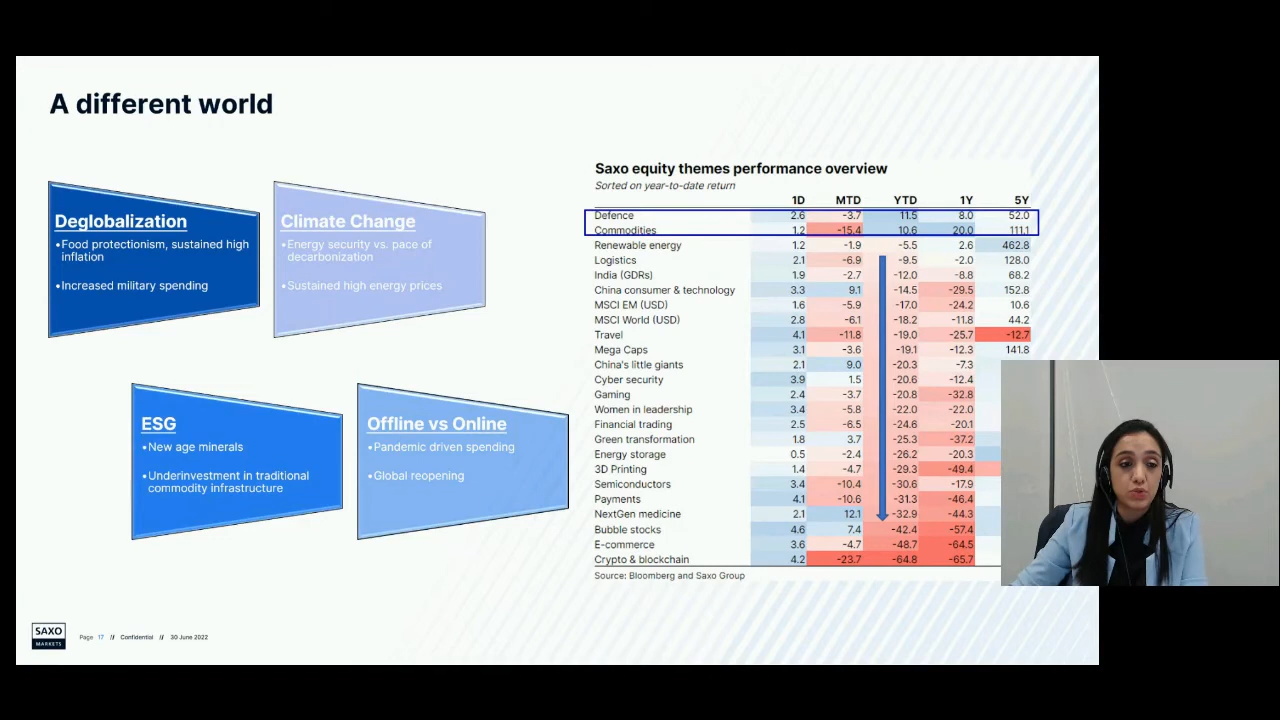 A different world
Deglobalization
•Food protectionism, sustained high
inflation
•Increased military spending
Climate Change
•Energy security vs. pace of
decarbonization
•Sustained high energy prices
ESG
•New age minerals
•Underinvestment in traditional
commodity infrastructure
Offline vs Online
•Pandemic driven spending
•Global reopening
Saxo equity themes performance overview
Sorted on year-to-date return
1D MTD YTD 1Y 5Y
Defence 2.6 -3.7 11.5 8.0 52.0
Commodities 1.2 -15.4 10.6 20.0 111.1
Renewable energy 1.2 -1.9 -5.5 2.6 462.8
Logistics 2.1 -6.9 -9.5 -2.0 128.0
India (GDRs) 1.9 -2.7 -12.0 -8.8 68.2
China consumer & technology 3.3 9.1 -14.5 -29.5 152.8
MSCI EM (USD) 1.6 -5.9 -17.0 -24.2 10.6
MSCI World (USD) 2.8 -6.1 -18.2 -11.8 44.2
Travel 4.1 -11.8 -19.0 -25.7 -12.7
Mega Caps 3.1 -3.6 -19.1 -12.3 141.8
China's little giants 2.1 9.0 -20.3 -7.3
Cyber security 3.9 1.5 -20.6 -12.4
Gaming 2.4 -3.7 -20.8 -32.8
Women in leadership 3.4 -5.8 -22.0 -22.0
Financial trading 2.5 -6.5 -24.6 -20.1
Green transformation 1.8 3.7 -25.3 -37.2
Energy storage 0.5 -2.4 -26.2 -20.3
3D Printing 1.4 -4.7 -29.3 -49.4
Semiconductors 3.4 -10.4 -30.6 -17.9
Payments 4.1 -10.6 -31.3 -46.4
NextGen medicine 2.1 12.1 -32.9 -44.3
Bubble stocks 4.6 7.4 -42.4 -57.4
E-commerce 3.6 -4.7 -48.7 -64.5
Crypto & blockchain 4.2 -23.7 -64.8 -65.7
Source: Bloomberg and Saxo Group
SAXO
MARKETS
Page 17 // Confidential // 30 June 2022